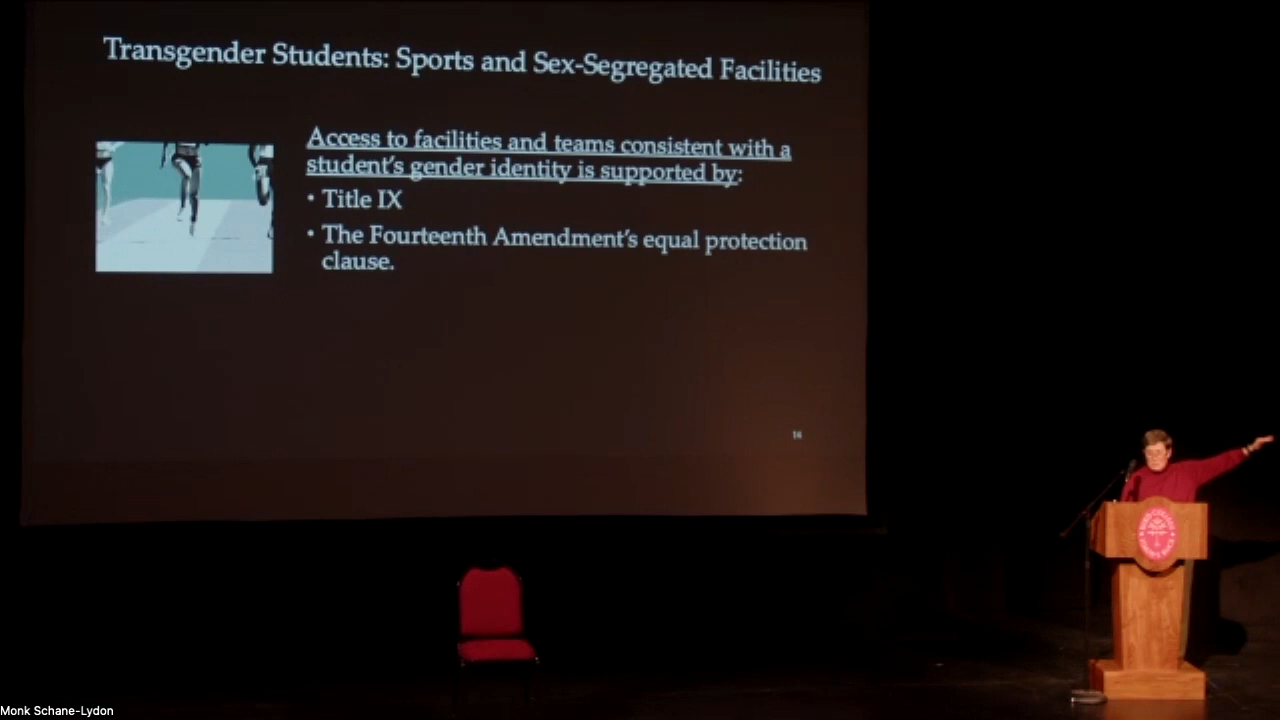 Transgender Students: Sports and Sex-Segregated Facilities
Access to facilities and teams consistent with a
student's gender identity is supported by:
• Title IX
• The Fourteenth Amendment's equal protection
clause.
14
Monk Schane-Lydon